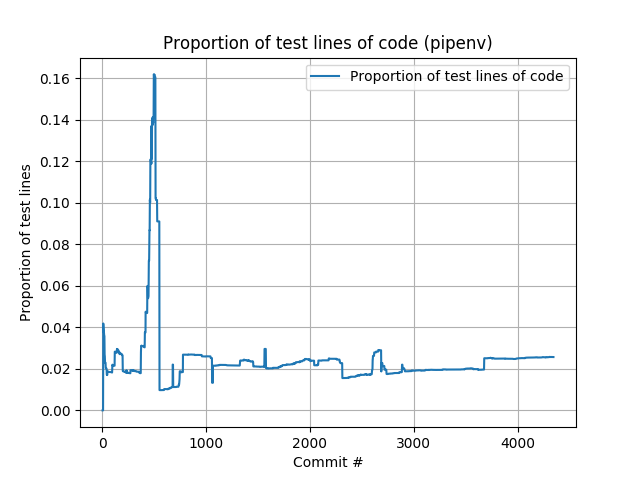 Proportion of test lines of code (pipenv)
Proportion of test lines of code
0.16
0.14
0.12
0.10
0.08
0.06
0.04
0.02
0.00
Proportion of test lines
0 1000 2000 3000 4000
Commit #